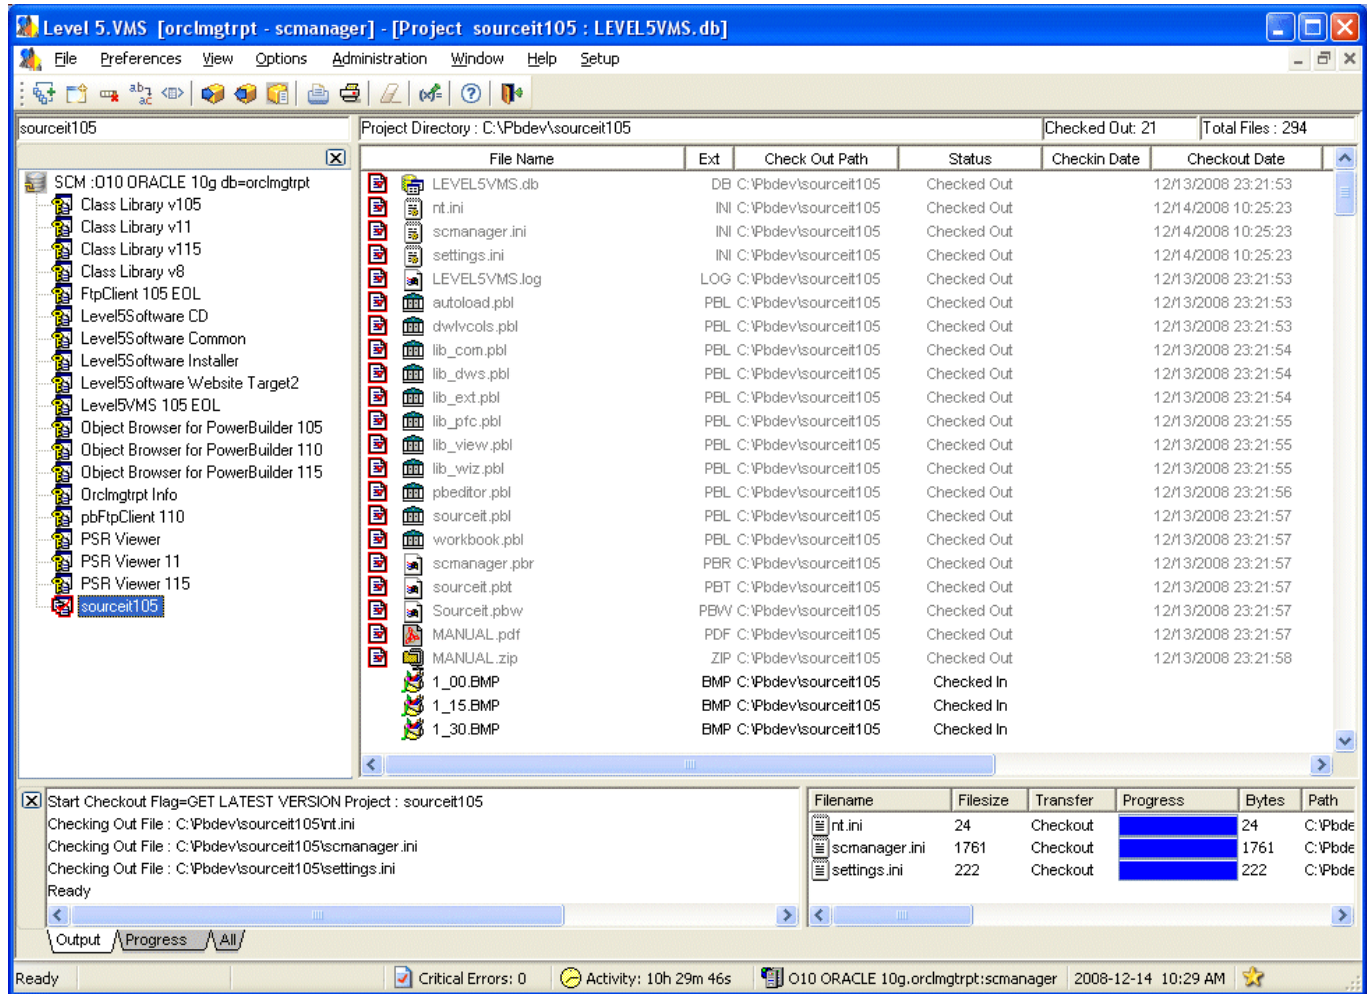 Level 5.VMS [orclmgtrpt - scmanager] - [Project sourceit105 : LEVEL5VMS.db]
File Preferences View Options Administration Window Help Setup
sourceit105 Project Directory : C:\Pbdev\sourceit105 Checked Out: 21 Total Files : 294
File Name Ext Check Out Path Status Checkin Date Checkout Date
SCM :O10 ORACLE 10g db=orclmgtrpt
Class Library v105
Class Library v11
Class Library v115
Class Library v8
FtpClient 105 EOL
Level5Software CD
Level5Software Common
Level5Software Installer
Level5Software Website Target2
Level5VMS 105 EOL
Object Browser for PowerBuilder 105
Object Browser for PowerBuilder 110
Object Browser for PowerBuilder 115
Orclmgtrpt Info
pbFtpClient 110
PSR Viewer
PSR Viewer 11
PSR Viewer 115
sourceit105
LEVEL5VMS.db DB C:\Pbdev\sourceit105 Checked Out 12/13/2008 23:21:53
nt.ini INI C:\Pbdev\sourceit105 Checked Out 12/14/2008 10:25:23
scmanager.ini INI C:\Pbdev\sourceit105 Checked Out 12/14/2008 10:25:23
settings.ini INI C:\Pbdev\sourceit105 Checked Out 12/14/2008 10:25:23
LEVEL5VMS.log LOG C:\Pbdev\sourceit105 Checked Out 12/13/2008 23:21:53
autoload.pbl PBL C:\Pbdev\sourceit105 Checked Out 12/13/2008 23:21:53
dwlvcols.pbl PBL C:\Pbdev\sourceit105 Checked Out 12/13/2008 23:21:53
lib_com.pbl PBL C:\Pbdev\sourceit105 Checked Out 12/13/2008 23:21:54
lib_dws.pbl PBL C:\Pbdev\sourceit105 Checked Out 12/13/2008 23:21:54
lib_ext.pbl PBL C:\Pbdev\sourceit105 Checked Out 12/13/2008 23:21:54
lib_pfc.pbl PBL C:\Pbdev\sourceit105 Checked Out 12/13/2008 23:21:55
lib_view.pbl PBL C:\Pbdev\sourceit105 Checked Out 12/13/2008 23:21:55
lib_wiz.pbl PBL C:\Pbdev\sourceit105 Checked Out 12/13/2008 23:21:55
pbeditor.pbl PBL C:\Pbdev\sourceit105 Checked Out 12/13/2008 23:21:56
sourceit.pbl PBL C:\Pbdev\sourceit105 Checked Out 12/13/2008 23:21:57
workbook.pbl PBL C:\Pbdev\sourceit105 Checked Out 12/13/2008 23:21:57
scmanager.pbr PBR C:\Pbdev\sourceit105 Checked Out 12/13/2008 23:21:57
sourceit.pbt PBT C:\Pbdev\sourceit105 Checked Out 12/13/2008 23:21:57
Sourceit.pbw PBW C:\Pbdev\sourceit105 Checked Out 12/13/2008 23:21:57
MANUAL.pdf PDF C:\Pbdev\sourceit105 Checked Out 12/13/2008 23:21:57
MANUAL.zip ZIP C:\Pbdev\sourceit105 Checked Out 12/13/2008 23:21:58
1_00.BMP BMP C:\Pbdev\sourceit105 Checked In
1_15.BMP BMP C:\Pbdev\sourceit105 Checked In
1_30.BMP BMP C:\Pbdev\sourceit105 Checked In
Start Checkout Flag=GET LATEST VERSION Project : sourceit105
Checking Out File : C:\Pbdev\sourceit105\nt.ini
Checking Out File : C:\Pbdev\sourceit105\scmanager.ini
Checking Out File : C:\Pbdev\sourceit105\settings.ini
Ready
Filename Filesize Transfer Progress Bytes Path
nt.ini 24 Checkout 24 C:\Pbde
scmanager.ini 1761 Checkout 1761 C:\Pbde
settings.ini 222 Checkout 222 C:\Pbde
Output Progress All
Ready Critical Errors: 0 Activity: 10h 29m 46s O10 ORACLE 10g.orclmgtrpt:scmanager 2008-12-14 10:29 AM